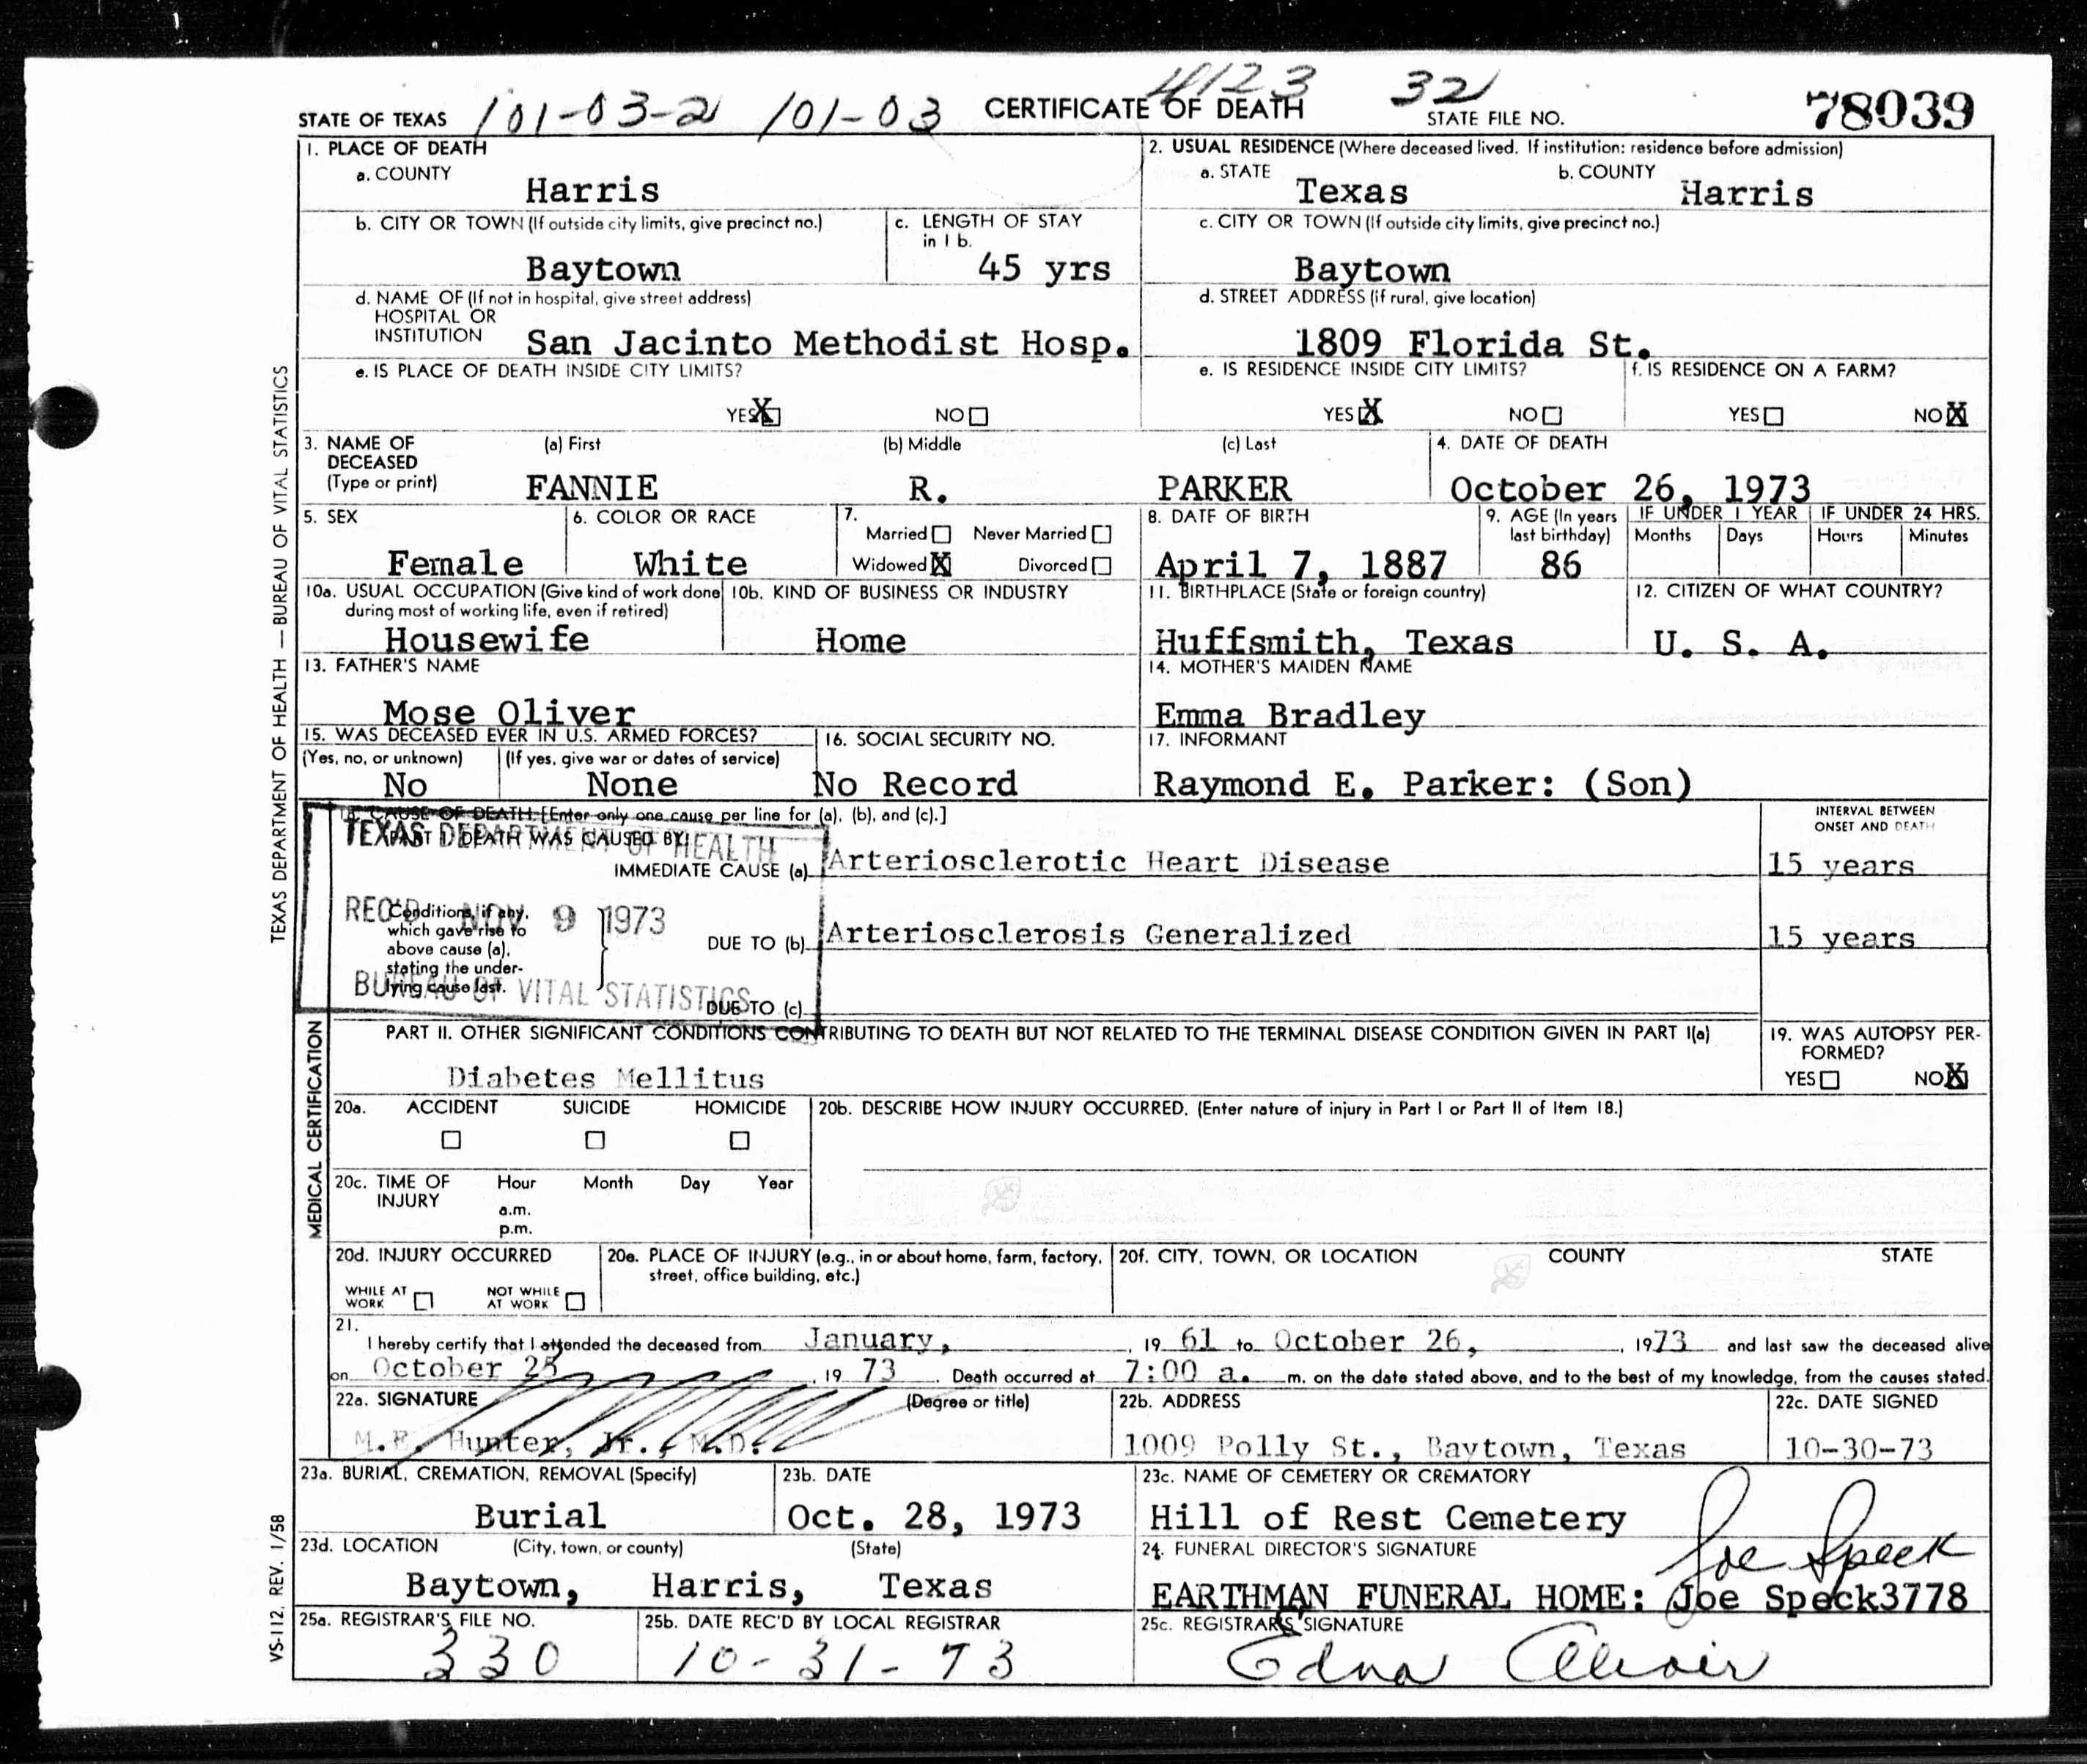 4123 32
STATE OF TEXAS 101-03-2 101-03 CERTIFICATE OF DEATH STATE FILE NO. 78039
1. PLACE OF DEATH
a. COUNTY
Harris
2. USUAL RESIDENCE (Where deceased lived. If institution: residence before admission)
a. STATE b. COUNTY
Texas Harris
b. CITY OR TOWN (If outside city limits, give precinct no.)
Baytown
c. LENGTH OF STAY
in 1 b.
45 yrs
c. CITY OR TOWN (If outside city limits, give precinct no.)
Baytown
d. NAME OF (If not in hospital, give street address)
HOSPITAL OR
INSTITUTION San Jacinto Methodist Hosp.
d. STREET ADDRESS (if rural, give location)
1809 Florida St.
e. IS PLACE OF DEATH INSIDE CITY LIMITS?
YES X NO
e. IS RESIDENCE INSIDE CITY LIMITS?
YES X NO
f. IS RESIDENCE ON A FARM?
YES NO X
3. NAME OF DECEASED (Type or print)
(a) First (b) Middle (c) Last
FANNIE R. PARKER
4. DATE OF DEATH
October 26, 1973
5. SEX
Female
6. COLOR OR RACE
White
7.
Married Never Married
Widowed X Divorced
8. DATE OF BIRTH
April 7, 1887
9. AGE (In years
last birthday)
86
IF UNDER 1 YEAR IF UNDER 24 HRS.
Months Days Hours Minutes
10a. USUAL OCCUPATION (Give kind of work done
during most of working life, even if retired)
Housewife
10b. KIND OF BUSINESS OR INDUSTRY
Home
11. BIRTHPLACE (State or foreign country)
Huffsmith, Texas
12. CITIZEN OF WHAT COUNTRY?
U. S. A.
13. FATHER'S NAME
Mose Oliver
14. MOTHER'S MAIDEN NAME
Emma Bradley
15. WAS DECEASED EVER IN U.S. ARMED FORCES?
(Yes, no, or unknown) (If yes, give war or dates of service)
No None
16. SOCIAL SECURITY NO.
No Record
17. INFORMANT
Raymond E. Parker: (Son)
18. CAUSE OF DEATH [Enter only one cause per line for (a), (b), and (c).]
PART I. DEATH WAS CAUSED BY:
IMMEDIATE CAUSE (a) Arteriosclerotic Heart Disease
INTERVAL BETWEEN
ONSET AND DEATH
15 years
TEXAS DEPARTMENT OF HEALTH
REC'D NOV 9 1973
BUREAU OF VITAL STATISTICS
Conditions, if any,
which gave rise to
above cause (a),
stating the under-
lying cause last.
DUE TO (b) Arteriosclerosis Generalized
15 years
DUE TO (c)
PART II. OTHER SIGNIFICANT CONDITIONS CONTRIBUTING TO DEATH BUT NOT RELATED TO THE TERMINAL DISEASE CONDITION GIVEN IN PART I(a)
Diabetes Mellitus
19. WAS AUTOPSY PER-
FORMED?
YES NO X
20a. ACCIDENT SUICIDE HOMICIDE
20b. DESCRIBE HOW INJURY OCCURRED. (Enter nature of injury in Part I or Part II of Item 18.)
20c. TIME OF INJURY Hour Month Day Year
a.m.
p.m.
20d. INJURY OCCURRED
WHILE AT WORK NOT WHILE AT WORK
20e. PLACE OF INJURY (e.g., in or about home, farm, factory,
street, office building, etc.)
20f. CITY, TOWN, OR LOCATION COUNTY STATE
21.
I hereby certify that I attended the deceased from January, , 19 61 to October 26, , 1973 and last saw the deceased alive
on October 25 , 19 73 . Death occurred at 7:00 a. m. on the date stated above, and to the best of my knowledge, from the causes stated.
22a. SIGNATURE (Degree or title)
M.E. Hunter, Jr., M.D.
22b. ADDRESS
1009 Polly St., Baytown, Texas
22c. DATE SIGNED
10-30-73
23a. BURIAL, CREMATION, REMOVAL (Specify)
Burial
23b. DATE
Oct. 28, 1973
23c. NAME OF CEMETERY OR CREMATORY
Hill of Rest Cemetery
23d. LOCATION (City, town, or county) (State)
Baytown, Harris, Texas
24. FUNERAL DIRECTOR'S SIGNATURE
Joe Speck
EARTHMAN FUNERAL HOME: Joe Speck3778
25a. REGISTRAR'S FILE NO.
330
25b. DATE REC'D BY LOCAL REGISTRAR
10-31-73
25c. REGISTRAR'S SIGNATURE
Edna
TEXAS DEPARTMENT OF HEALTH — BUREAU OF VITAL STATISTICS
MEDICAL CERTIFICATION
VS-112, REV. 1/58